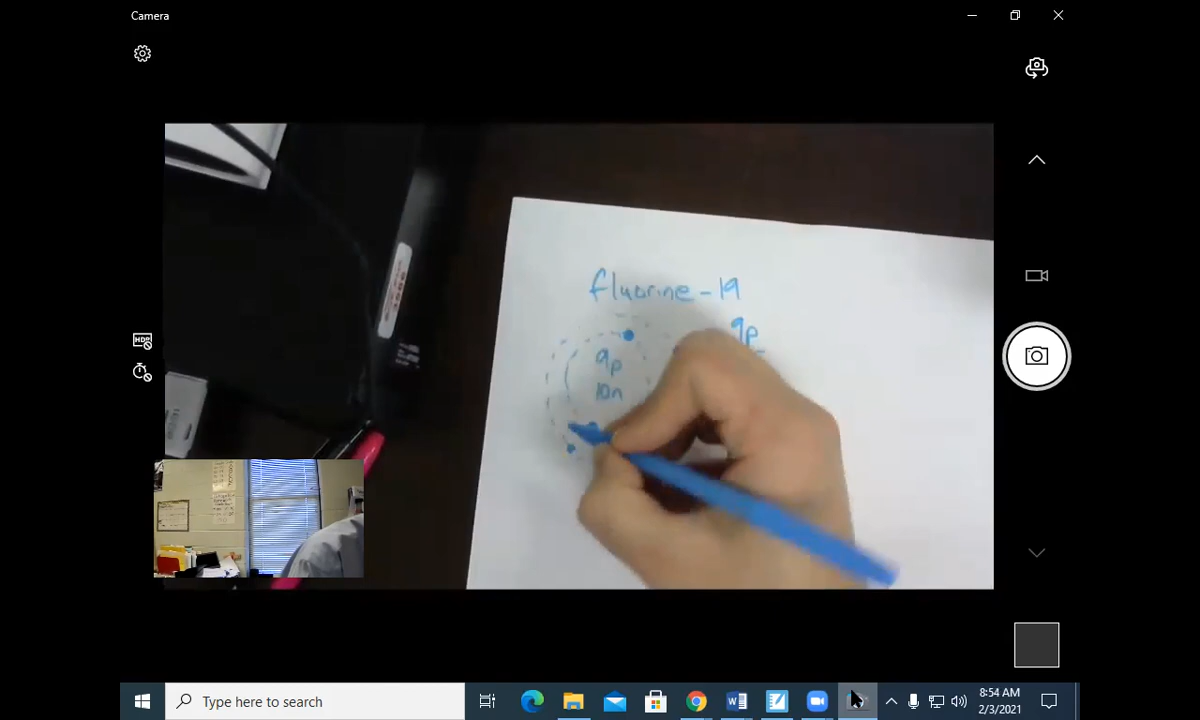 Camera
fluorine - 19
9p
9p
10n
Type here to search
8:54 AM
2/3/2021